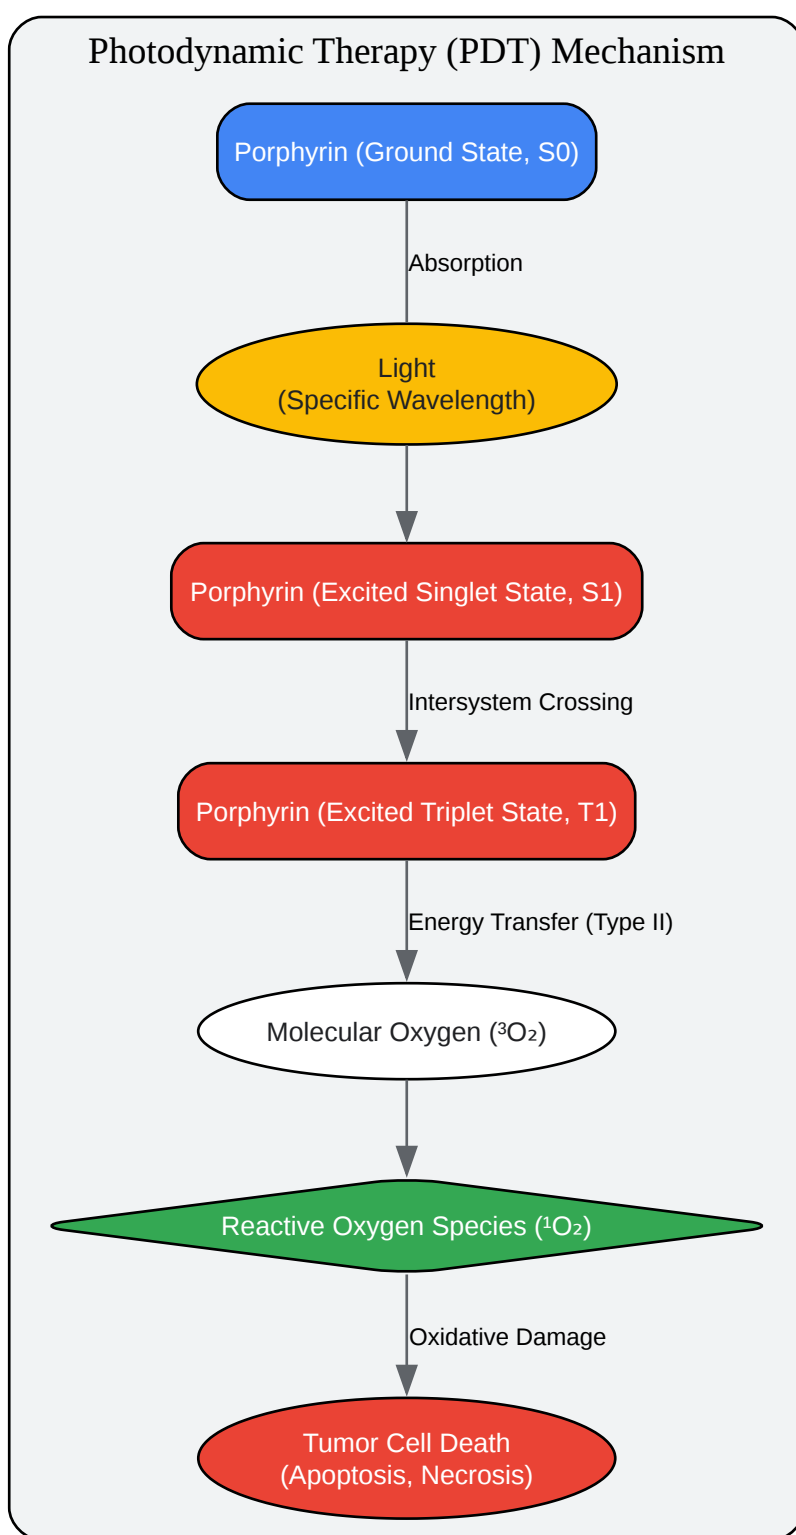 Photodynamic Therapy (PDT) Mechanism
Porphyrin (Ground State, S0)
Absorption
Light
(Specific Wavelength)
Porphyrin (Excited Singlet State, S1)
Intersystem Crossing
Porphyrin (Excited Triplet State, T1)
Energy Transfer (Type II)
Molecular Oxygen (³O₂)
Reactive Oxygen Species (¹O₂)
Oxidative Damage
Tumor Cell Death
(Apoptosis, Necrosis)